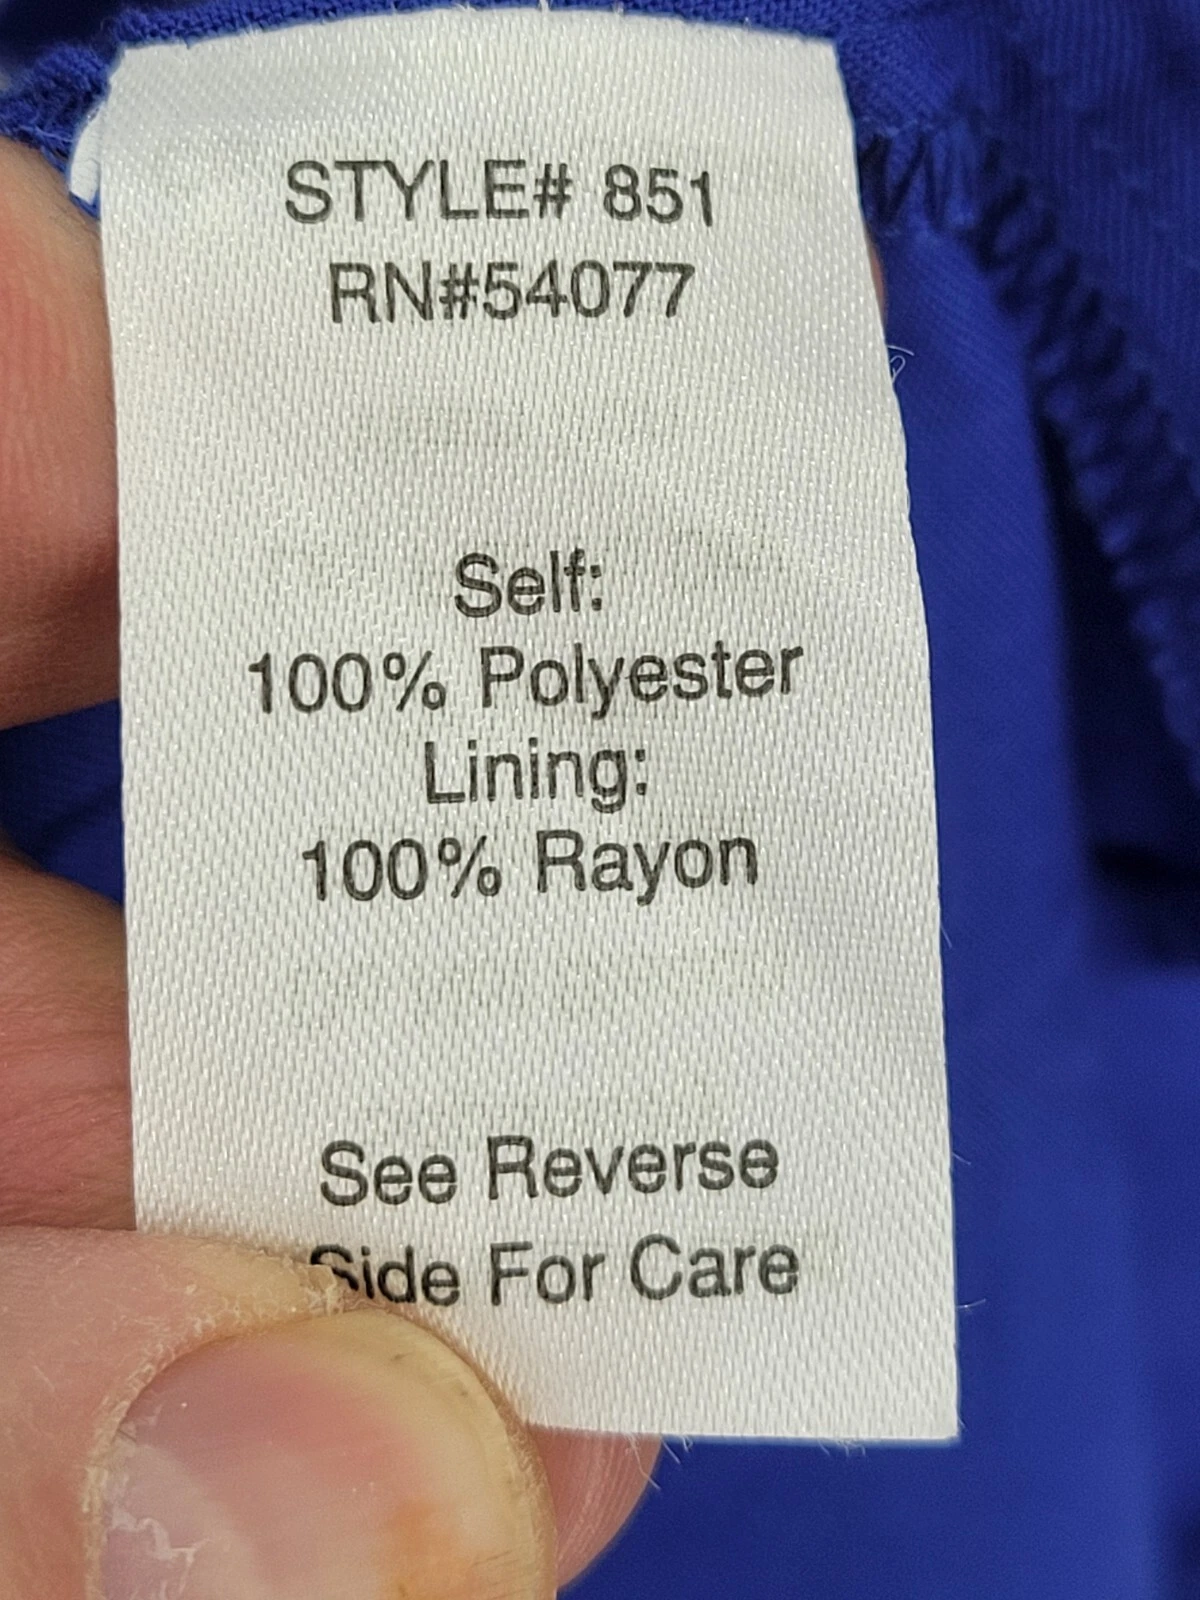 STYLE# 851
RN#54077
Self:
100% Polyester
Lining:
100% Rayon
See Reverse
Side For Care